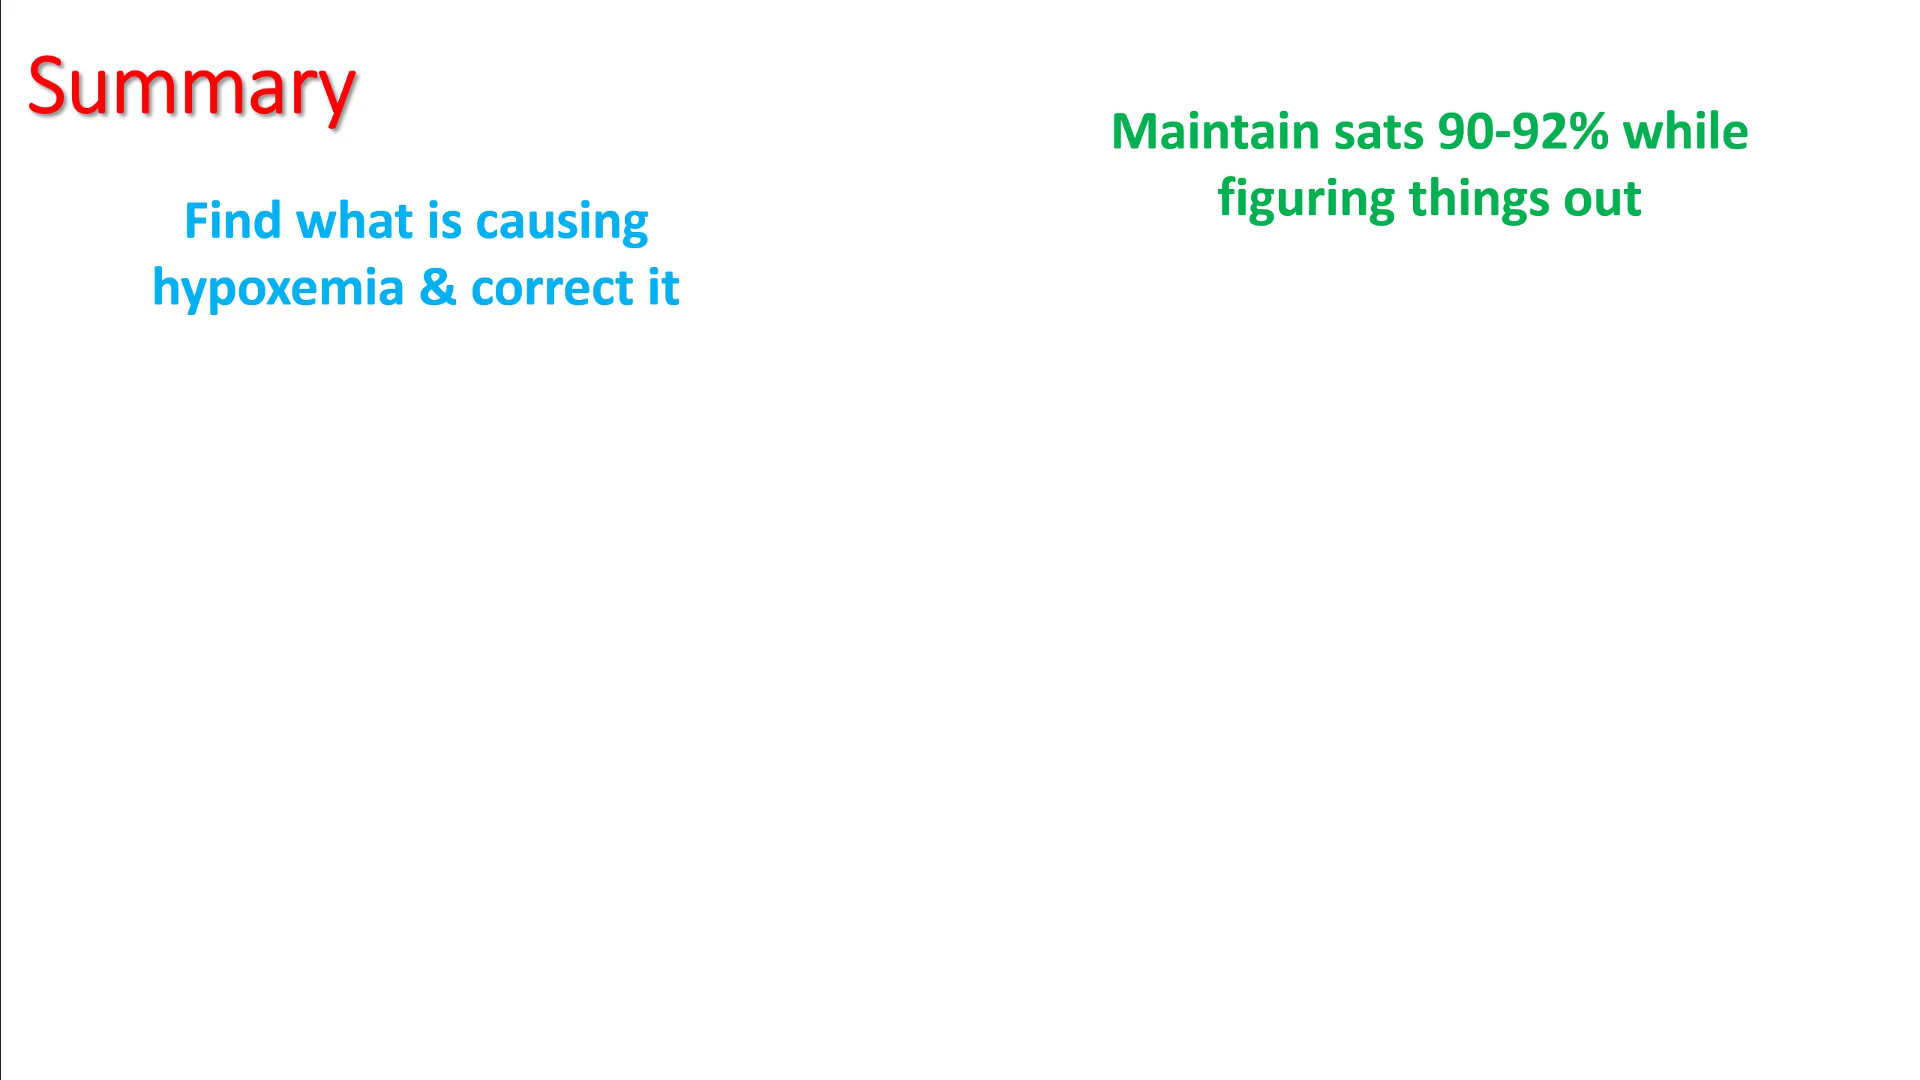 Summary
Find what is causing
hypoxemia & correct it
Maintain sats 90-92% while
figuring things out